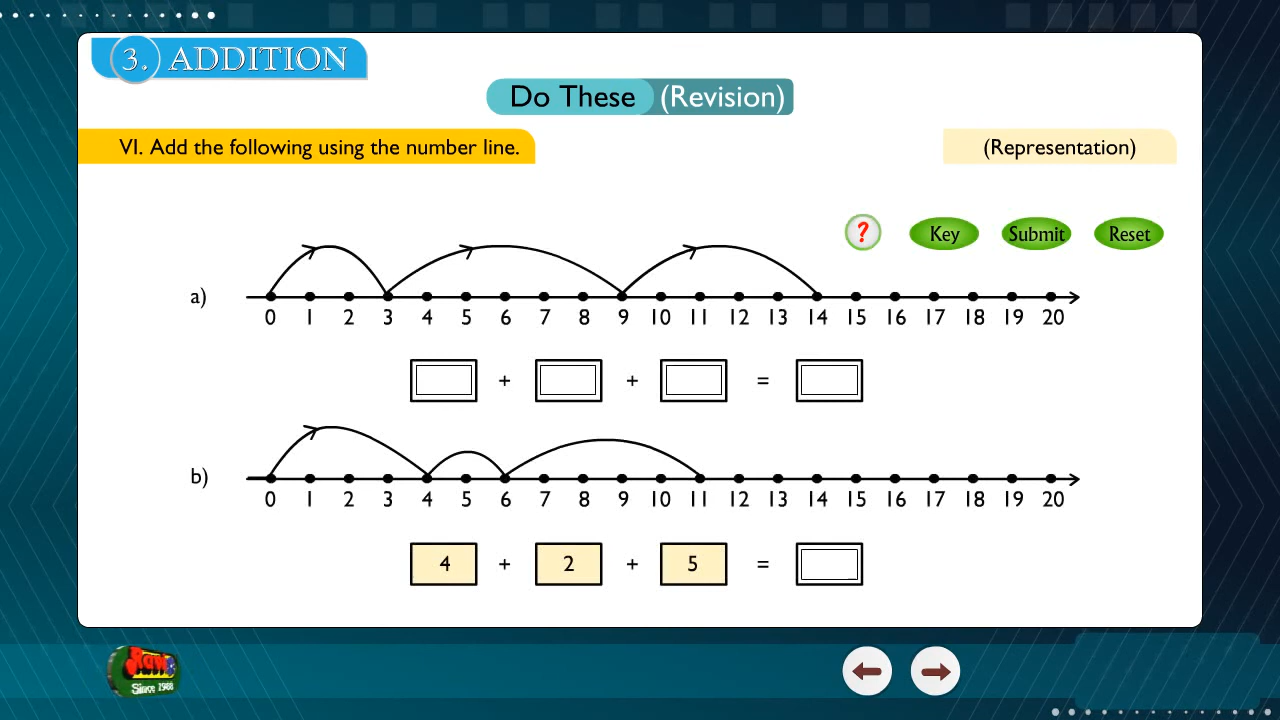 3. ADDITION
Do These (Revision)
VI. Add the following using the number line.
(Representation)
? Key Submit Reset
a)
0 1 2 3 4 5 6 7 8 9 10 11 12 13 14 15 16 17 18 19 20
+ + =
b)
0 1 2 3 4 5 6 7 8 9 10 11 12 13 14 15 16 17 18 19 20
4 + 2 + 5 =
Since 1968